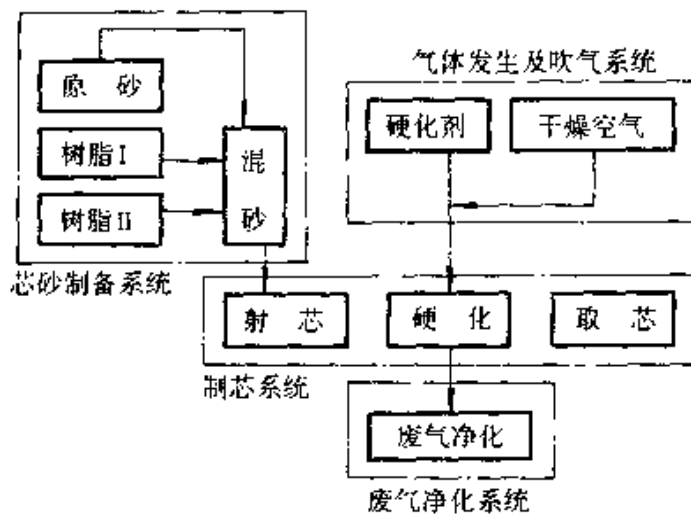 气体发生及吹气系统
原 砂
硬化剂
干燥空气
树脂I
混
砂
树脂II
芯砂制备系统
射 芯
硬 化
取 芯
制芯系统
废气净化
废气净化系统